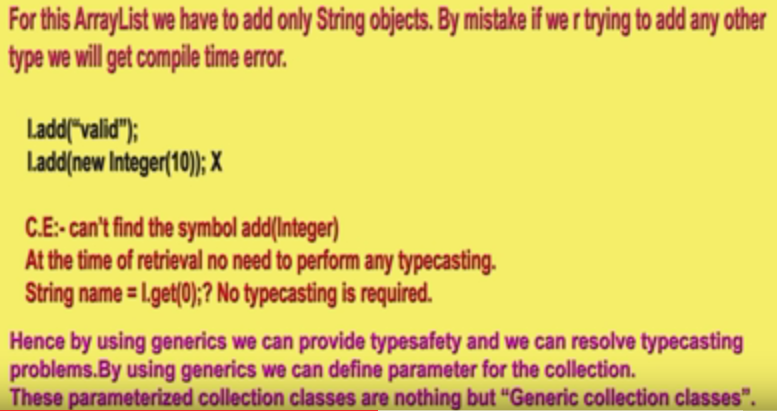 For this ArrayList we have to add only String objects. By mistake if we r trying to add any other
type we will get compile time error.
l.add("valid");
l.add(new Integer(10)); X
C.E:- can't find the symbol add(Integer)
At the time of retrieval no need to perform any typecasting.
String name = l.get(0);? No typecasting is required.
Hence by using generics we can provide typesafety and we can resolve typecasting
problems.By using generics we can define parameter for the collection.
These parameterized collection classes are nothing but “Generic collection classes”.